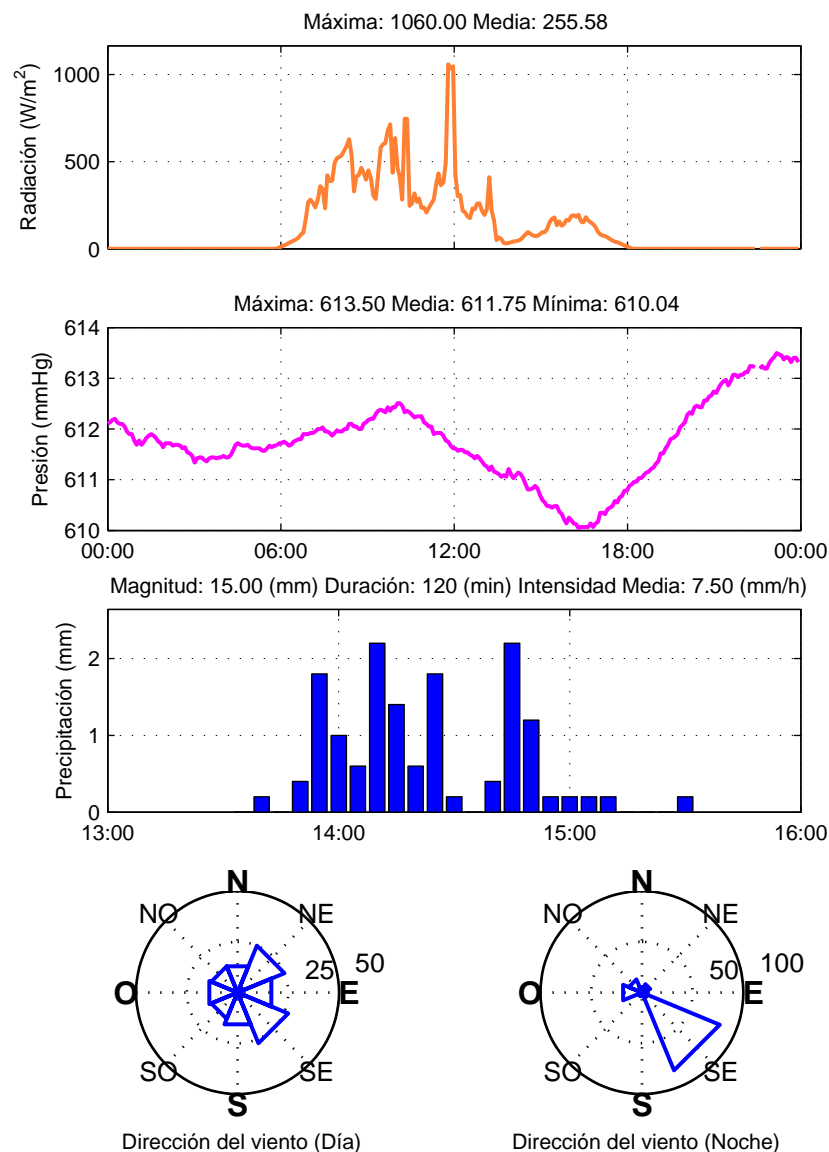 Máxima: 1060.00 Media: 255.58
1000
500
0
Radiación (W/m²)
Máxima: 613.50 Media: 611.75 Mínima: 610.04
614
613
612
611
610
Presión (mmHg)
00:00 06:00 12:00 18:00 00:00
Magnitud: 15.00 (mm) Duración: 120 (min) Intensidad Media: 7.50 (mm/h)
2
1
0
Precipitación (mm)
13:00 14:00 15:00 16:00
N
NO NE
25 50
O E
SO SE
S
Dirección del viento (Día)
N
NO NE
50 100
O E
SO SE
S
Dirección del viento (Noche)